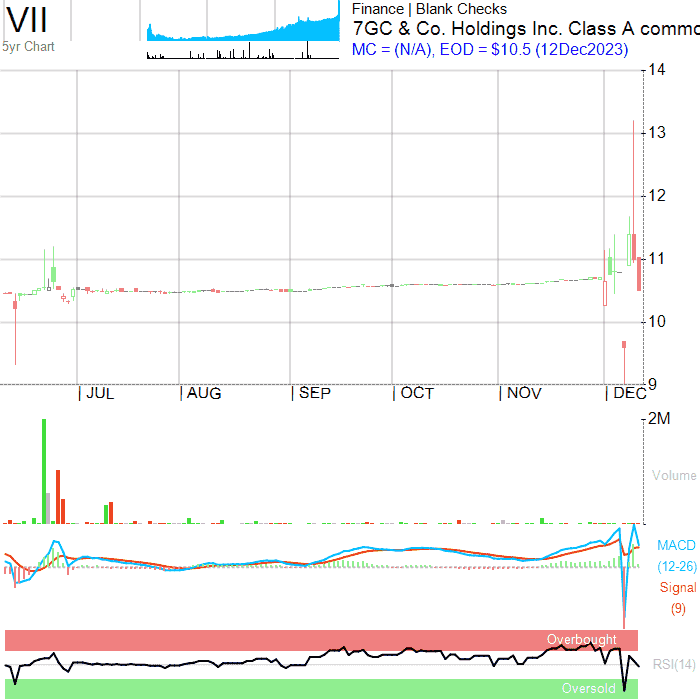 VII
5yr Chart
Finance | Blank Checks
7GC & Co. Holdings Inc. Class A commo
MC = (N/A), EOD = $10.5 (12Dec2023)
14
13
12
11
10
9
JUL AUG SEP OCT NOV DEC
2M
Volume
MACD
(12-26)
Signal
(9)
Overbought
RSI(14)
Oversold